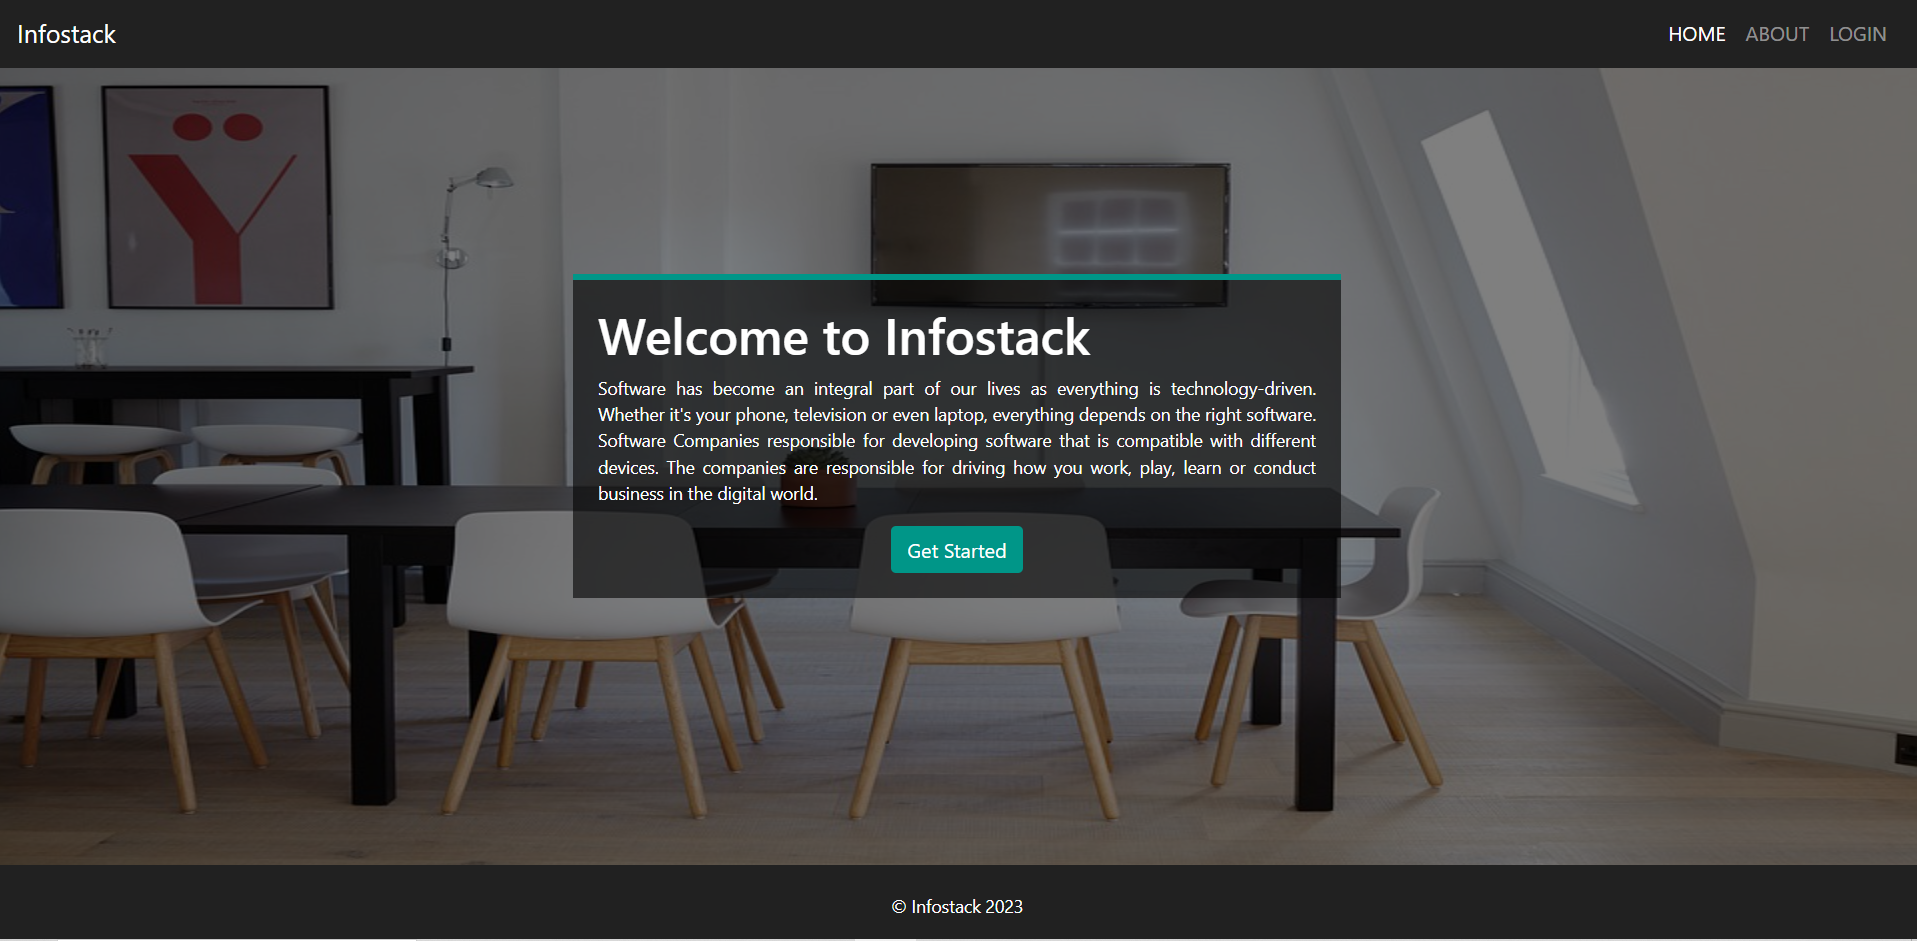 Infostack
HOME ABOUT LOGIN
Welcome to Infostack
Software has become an integral part of our lives as everything is technology-driven.
Whether it's your phone, television or even laptop, everything depends on the right software.
Software Companies responsible for developing software that is compatible with different
devices. The companies are responsible for driving how you work, play, learn or conduct
business in the digital world.
Get Started
© Infostack 2023